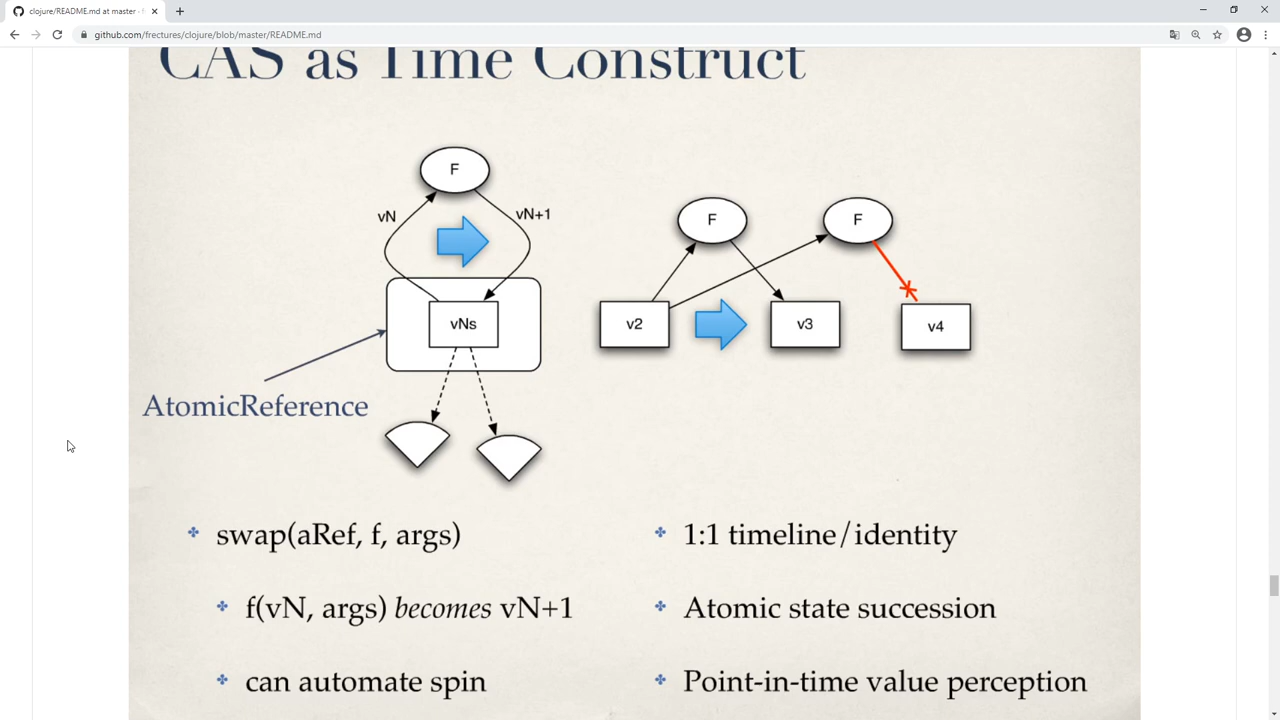 clojure/README.md at master · f
github.com/frectures/clojure/blob/master/README.md
CAS as Time Construct
F
vN
vN+1
vNs
AtomicReference
F
F
v2
v3
v4
swap(aRef, f, args)
f(vN, args) becomes vN+1
can automate spin
1:1 timeline/identity
Atomic state succession
Point-in-time value perception